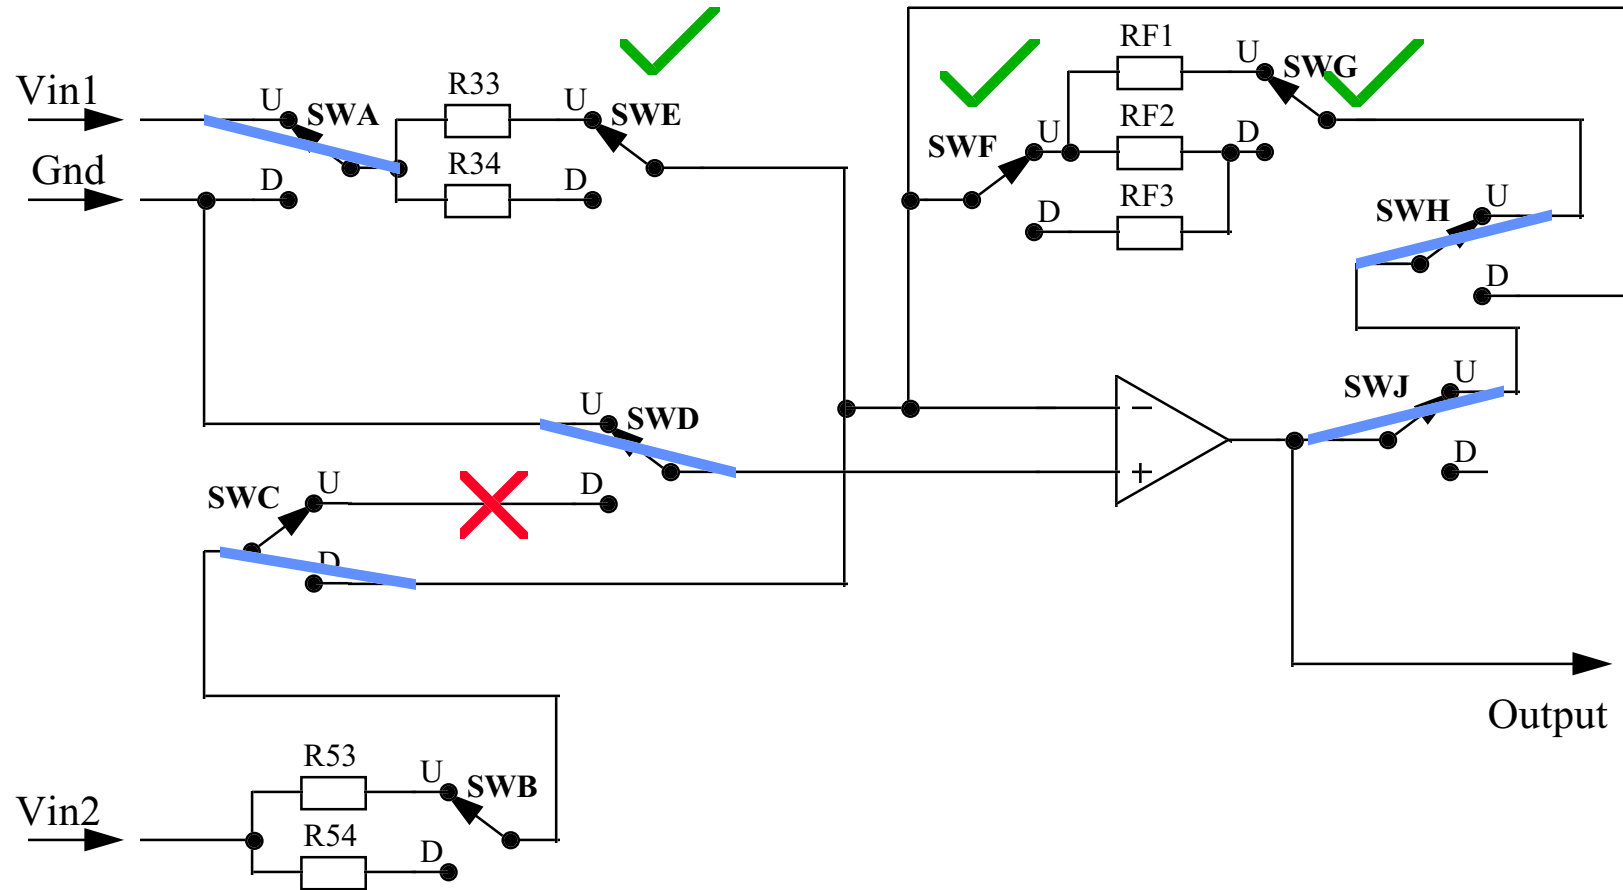 Vin1
U
SWA
R33
U
SWE
Gnd
D
R34
D
RF1
U
SWG
SWF
U
RF2
D
D
RF3
SWH
U
D
U
SWD
−
+
SWJ
U
D
SWC
U
D
D
Output
Vin2
R53
U
SWB
R54
D